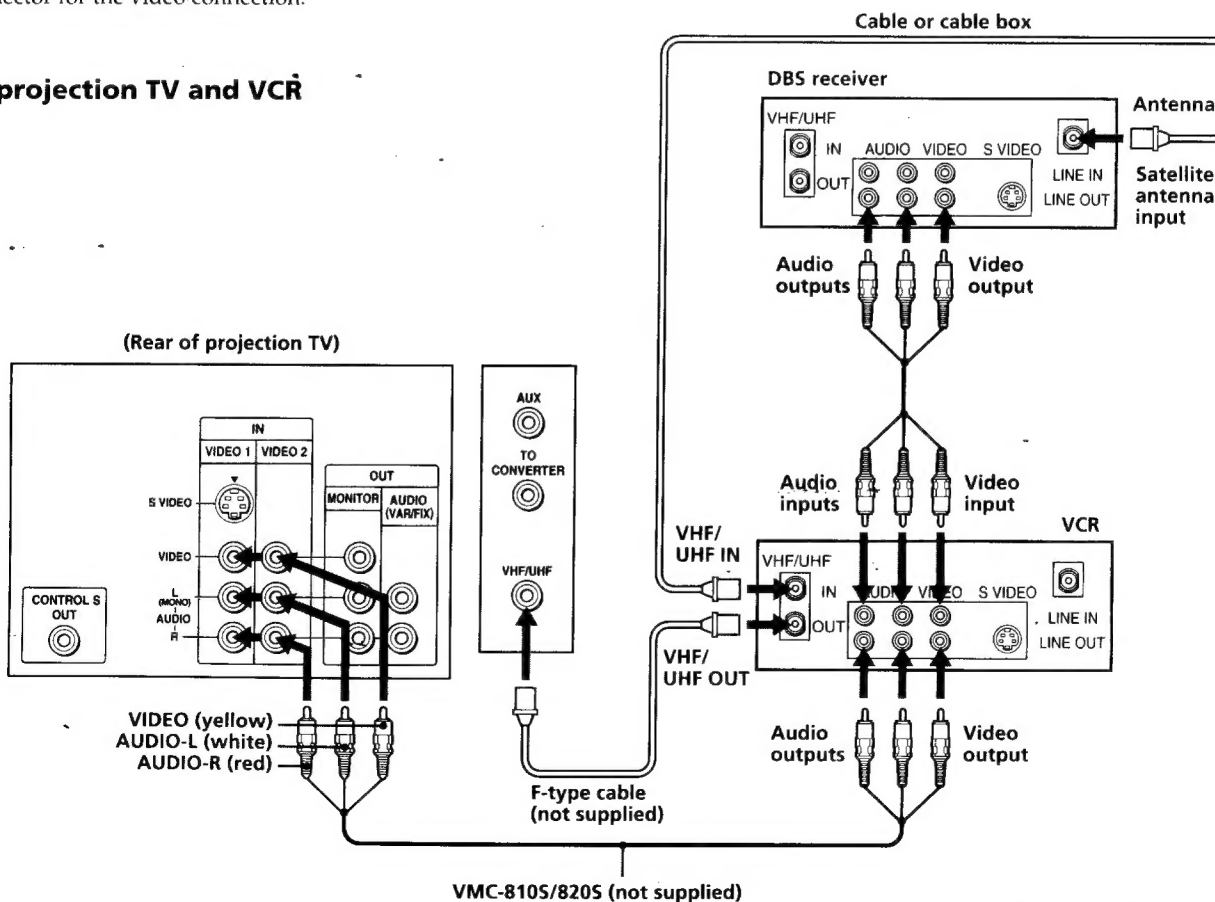 for the video connection.
projection TV and VCR
Cable or cable box
DBS receiver
VHF/UHF
IN
OUT
AUDIO VIDEO S VIDEO
LINE IN
LINE OUT
Antenna
Satellite
antenna
input
Audio
outputs
Video
output
(Rear of projection TV)
IN
VIDEO 1 VIDEO 2
S VIDEO
VIDEO
L
(MONO)
AUDIO
R
OUT
MONITOR
AUDIO
(VAR/FIX)
CONTROL S
OUT
AUX
TO
CONVERTER
VHF/UHF
Audio
inputs
Video
input
VCR
VHF/
UHF IN
VHF/UHF
IN
OUT
AUDIO VIDEO S VIDEO
LINE IN
LINE OUT
VHF/
UHF OUT
VIDEO (yellow)
AUDIO-L (white)
AUDIO-R (red)
F-type cable
(not supplied)
Audio
outputs
Video
output
VMC-810S/820S (not supplied)